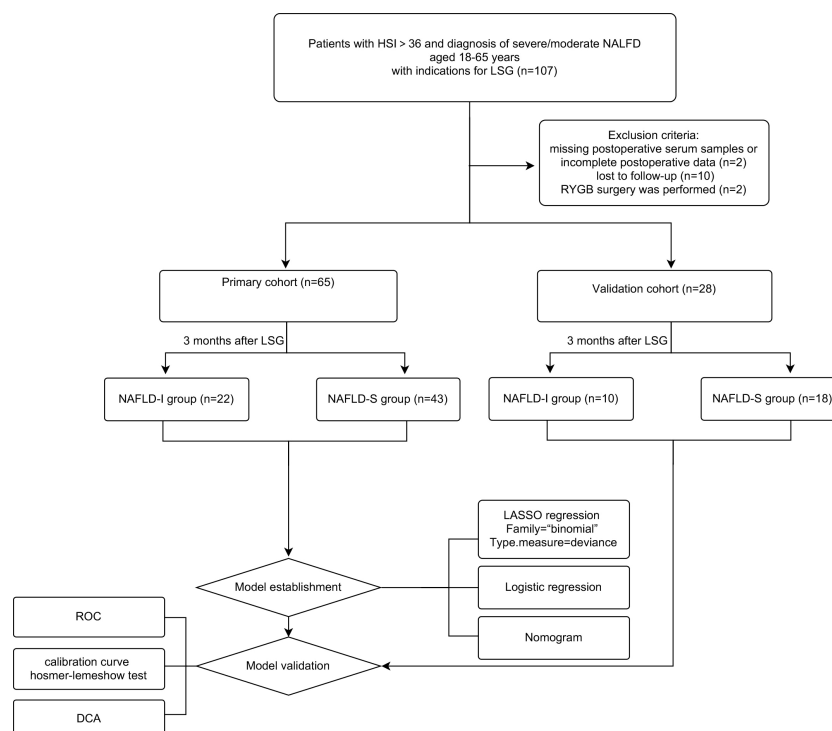 Patients with HSI > 36 and diagnosis of severe/moderate NALFD
aged 18-65 years
with indications for LSG (n=107)
Exclusion criteria:
missing postoperative serum samples or
incomplete postoperative data (n=2)
lost to follow-up (n=10)
RYGB surgery was performed (n=2)
Primary cohort (n=65)
Validation cohort (n=28)
3 months after LSG
3 months after LSG
NAFLD-I group (n=22)
NAFLD-S group (n=43)
NAFLD-I group (n=10)
NAFLD-S group (n=18)
LASSO regression
Family=“binomial”
Type.measure=deviance
Model establishment
Logistic regression
Nomogram
ROC
calibration curve
hosmer-lemeshow test
Model validation
DCA